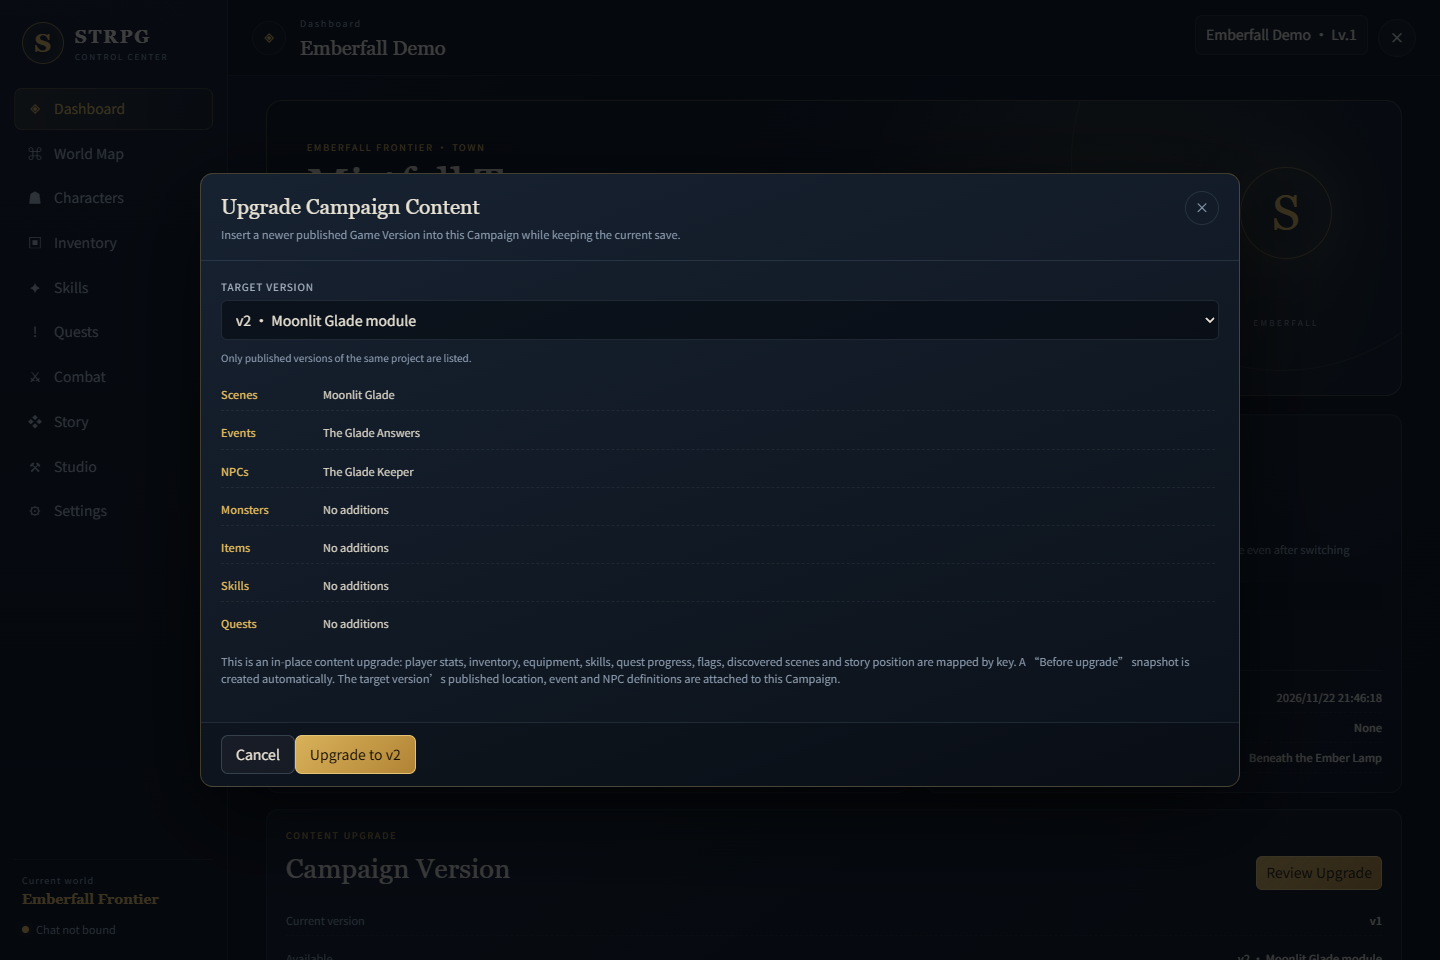 S
STRPG
CONTROL CENTER
Dashboard
World Map
Characters
Inventory
Skills
Quests
Combat
Story
Studio
Settings
Current world
Emberfall Frontier
Chat not bound
Dashboard
Emberfall Demo
Emberfall Demo • Lv.1
EMBERFALL FRONTIER • TOWN
S
EMBERFALL
Upgrade Campaign Content
Insert a newer published Game Version into this Campaign while keeping the current save.
TARGET VERSION
v2 • Moonlit Glade module
Only published versions of the same project are listed.
Scenes Moonlit Glade
Events The Glade Answers
NPCs The Glade Keeper
Monsters No additions
Items No additions
Skills No additions
Quests No additions
This is an in-place content upgrade: player stats, inventory, equipment, skills, quest progress, flags, discovered scenes and story position are mapped by key. A “Before upgrade” snapshot is
created automatically. The target version’s published location, event and NPC definitions are attached to this Campaign.
Cancel Upgrade to v2
even after switching
2026/11/22 21:46:18
None
Beneath the Ember Lamp
CONTENT UPGRADE
Campaign Version
Review Upgrade
Current version v1
Available v2 • Moonlit Glade module